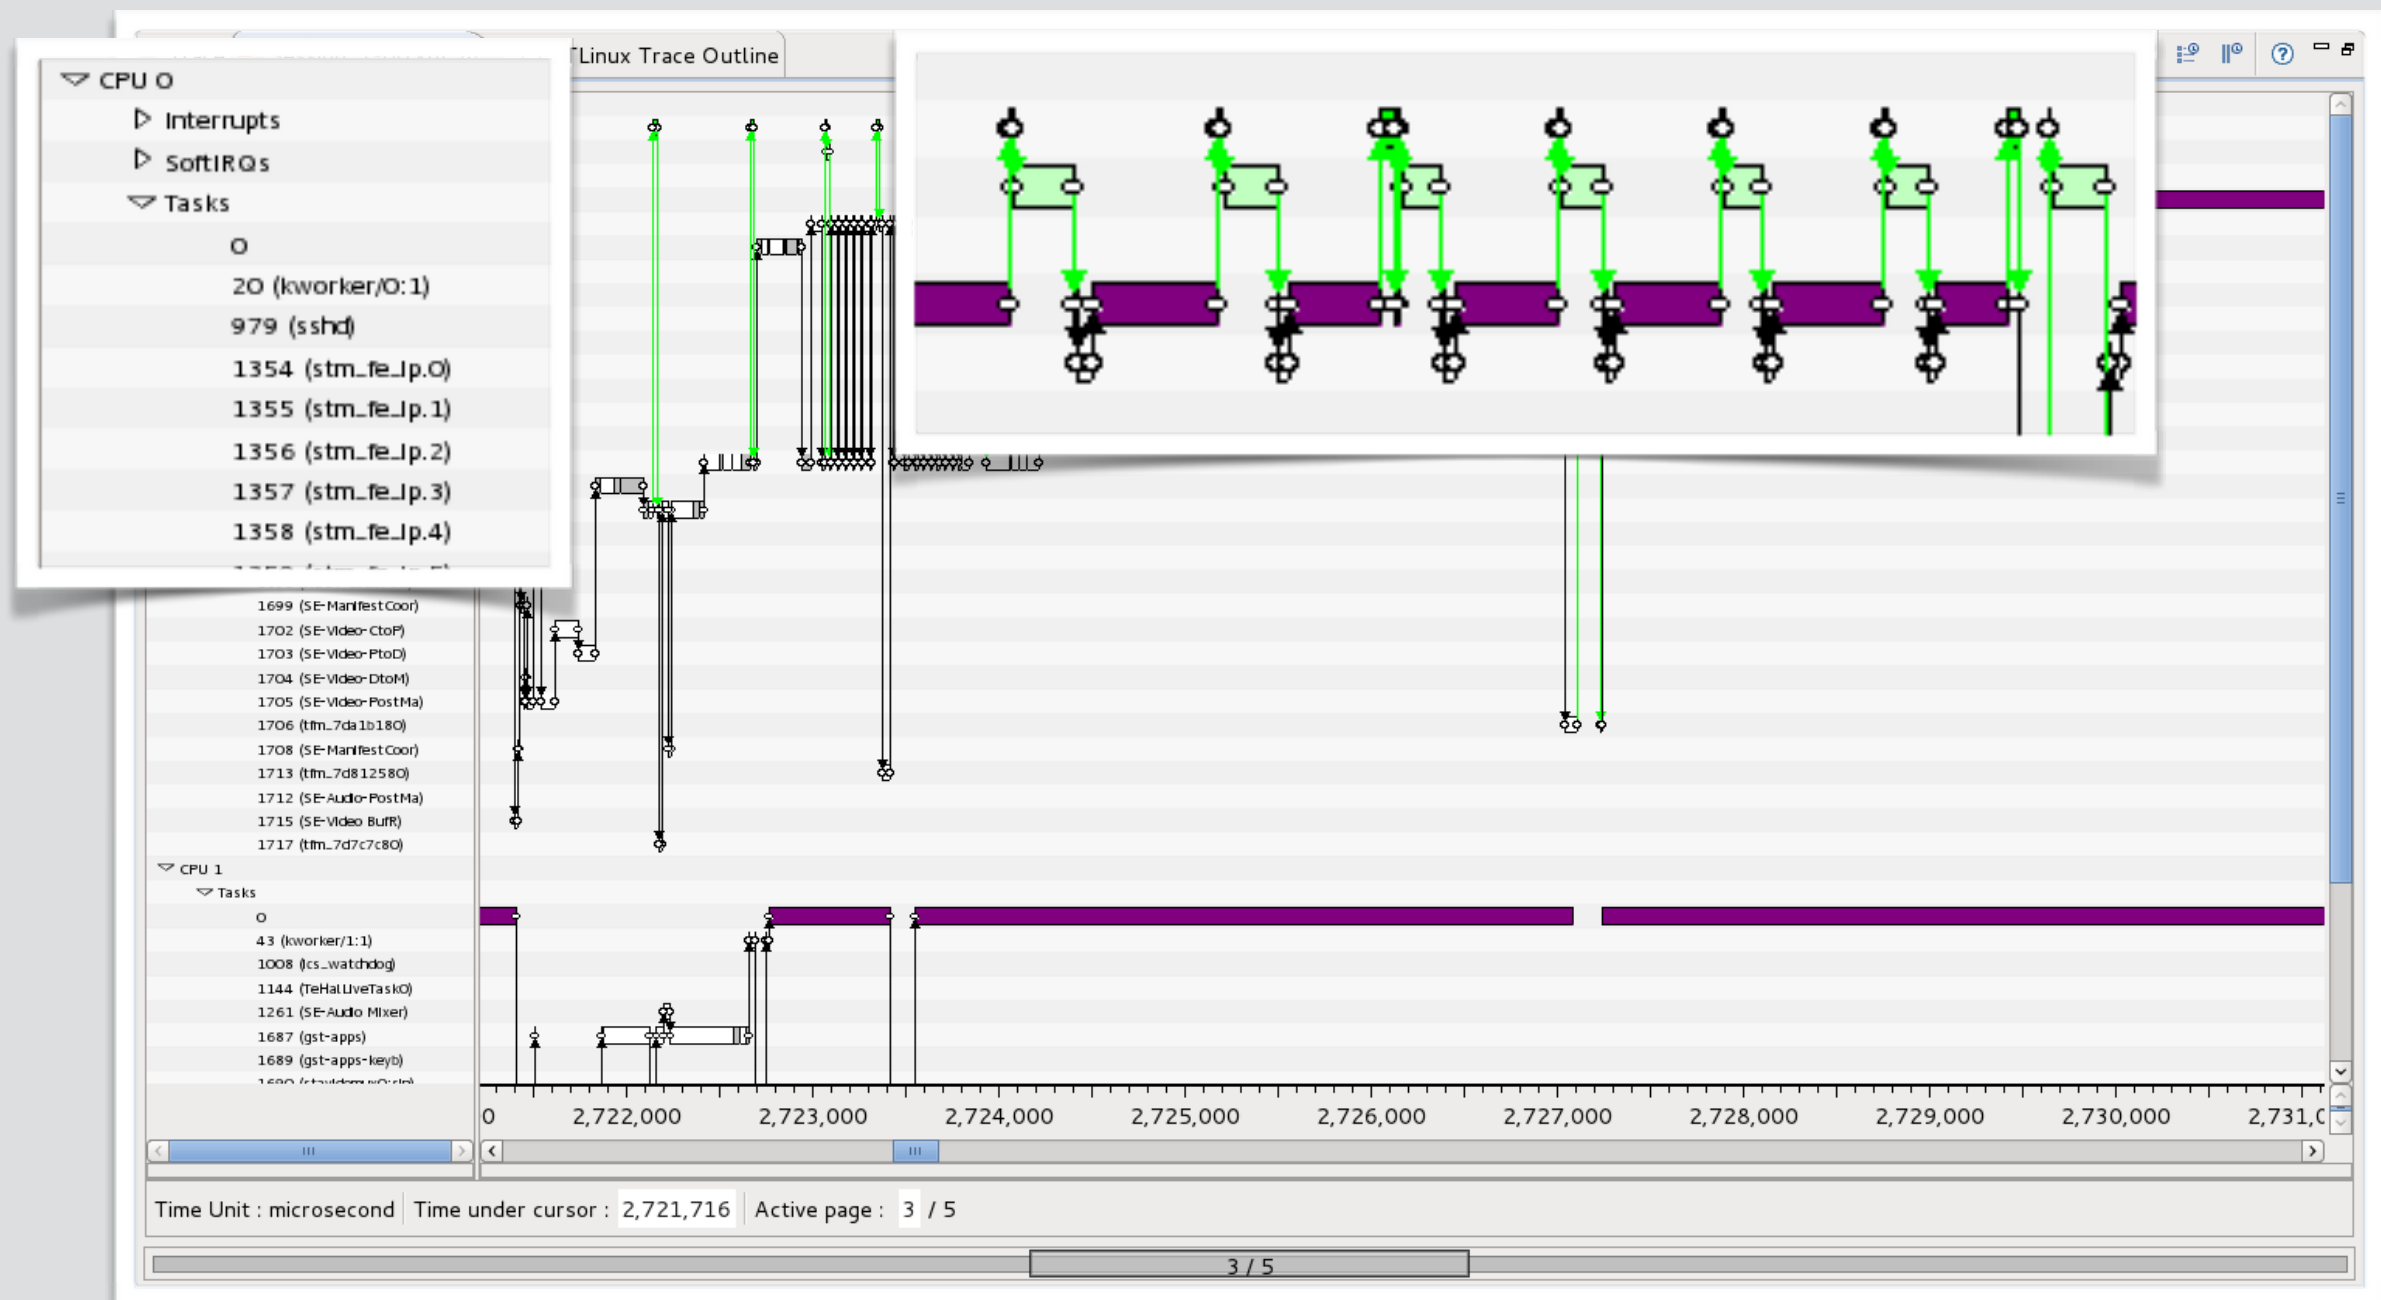 TLinux Trace Outline
CPU 0
Interrupts
SoftIRQs
Tasks
0
20 (kworker/0:1)
979 (sshd)
1354 (stm_fe_ip.0)
1355 (stm_fe_ip.1)
1356 (stm_fe_ip.2)
1357 (stm_fe_ip.3)
1358 (stm_fe_ip.4)
1699 (SE-ManifestCoor)
1702 (SE-Video-CtoP)
1703 (SE-Video-PtoD)
1704 (SE-Video-DtoM)
1705 (SE-Video-PostMa)
1706 (tfm_7da1b180)
1708 (SE-ManifestCoor)
1713 (tfm_7d812580)
1712 (SE-Audio-PostMa)
1715 (SE-Video BufR)
1717 (tfm_7d7c7c80)
CPU 1
Tasks
0
43 (kworker/1:1)
1008 (lcs_watchdog)
1144 (TeHalLiveTask0)
1261 (SE-Audio Mixer)
1687 (gst-apps)
1689 (gst-apps-keyb)
0 2,722,000 2,723,000 2,724,000 2,725,000 2,726,000 2,727,000 2,728,000 2,729,000 2,730,000 2,731,0
Time Unit : microsecond Time under cursor : 2,721,716 Active page : 3 / 5
3 / 5